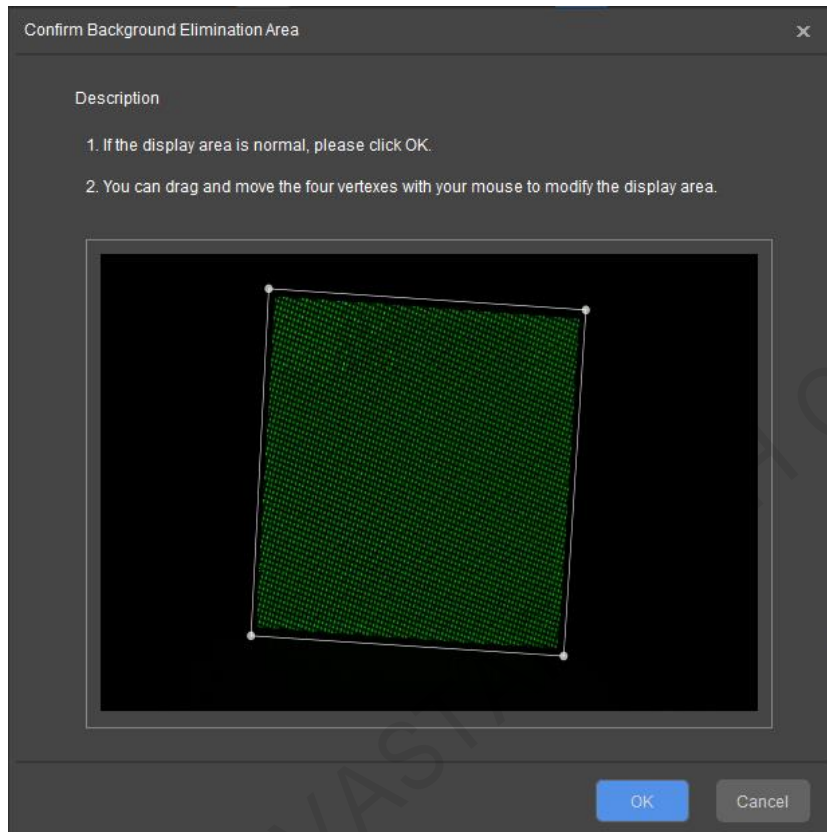 Confirm Background Elimination Area
Description
1. If the display area is normal, please click OK.
2. You can drag and move the four vertexes with your mouse to modify the display area.
OK
Cancel